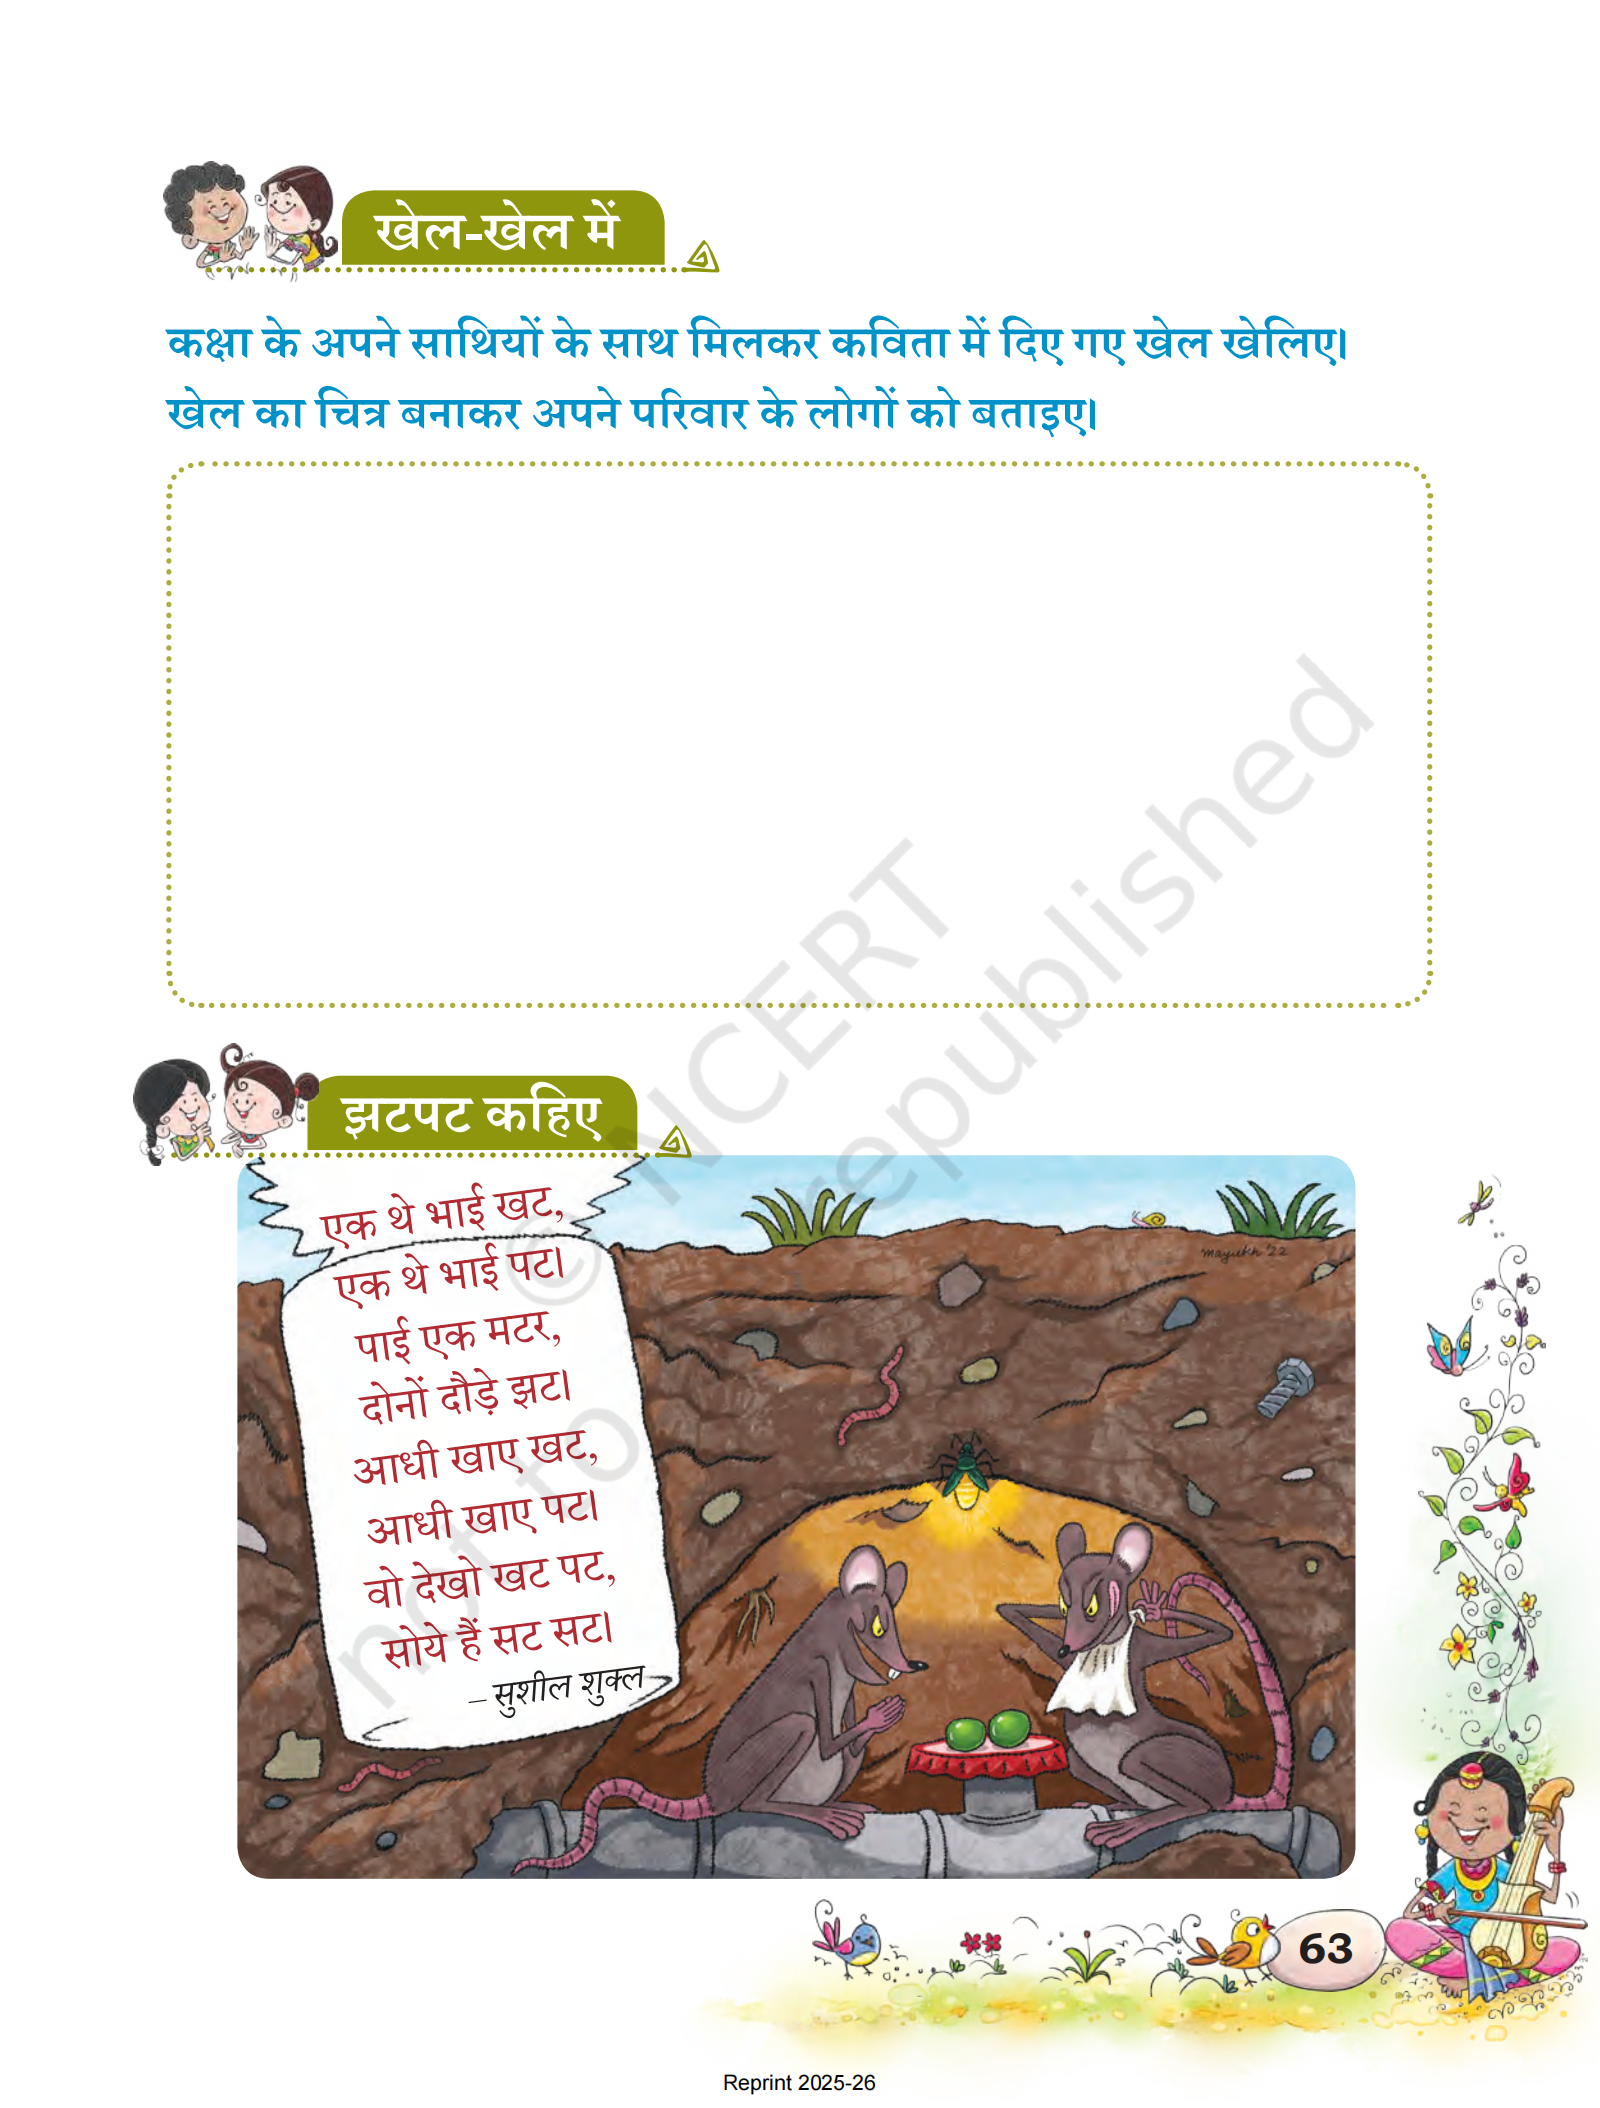 खेल-खेल में
कक्षा के अपने साथियों के साथ मिलकर कविता में दिए गए खेल खेलिए।
खेल का चित्र बनाकर अपने परिवार के लोगों को बताइए।
झटपट कहिए
एक थे भाई खट,
एक थे भाई पट।
पाई एक मटर,
दोनों दौड़े झट।
आधी खाए खट,
आधी खाए पट।
वो देखो खट पट,
सोये हैं सट सट।
– सुशील शुक्ल
mayukh '22
© NCERT
not to be republished
63
Reprint 2025-26